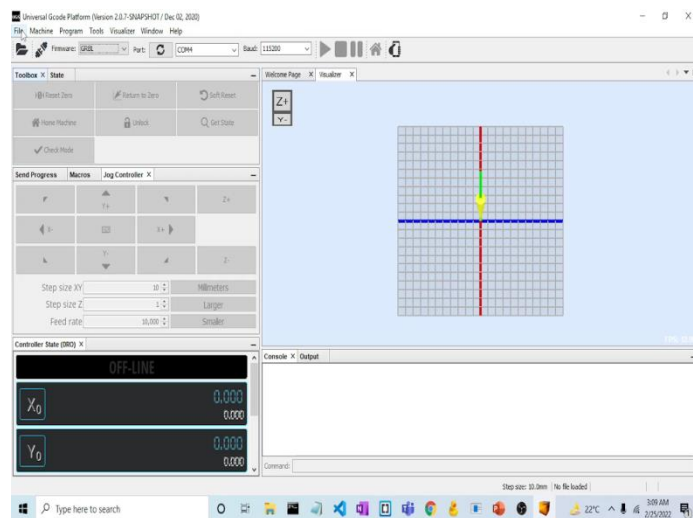 Universal Gcode Platform (Version 2.0.7-SNAPSHOT / Dec 02, 2020)
File Machine Program Tools Visualizer Window Help
Firmware: GRBL Port: COM4 Baud: 115200
Toolbox X State
Reset Zero Return to Zero Soft Reset
Home Machine Unlock Get State
Check Mode
Send Progress Macros Jog Controller X
Y+ Z+
X- X+
Y- Z-
Step size XY 10 Millimeters
Step size Z 1 Larger
Feed rate 10,000 Smaller
Controller State (DRO) X
OFF-LINE
X0 0.000
0.000
Y0 0.000
0.000
Welcome Page X Visualizer X
Z+
Y-
Console X Output
Command:
Step size: 10.0mm No file loaded
Type here to search
22°C
3:09 AM
2/25/2022